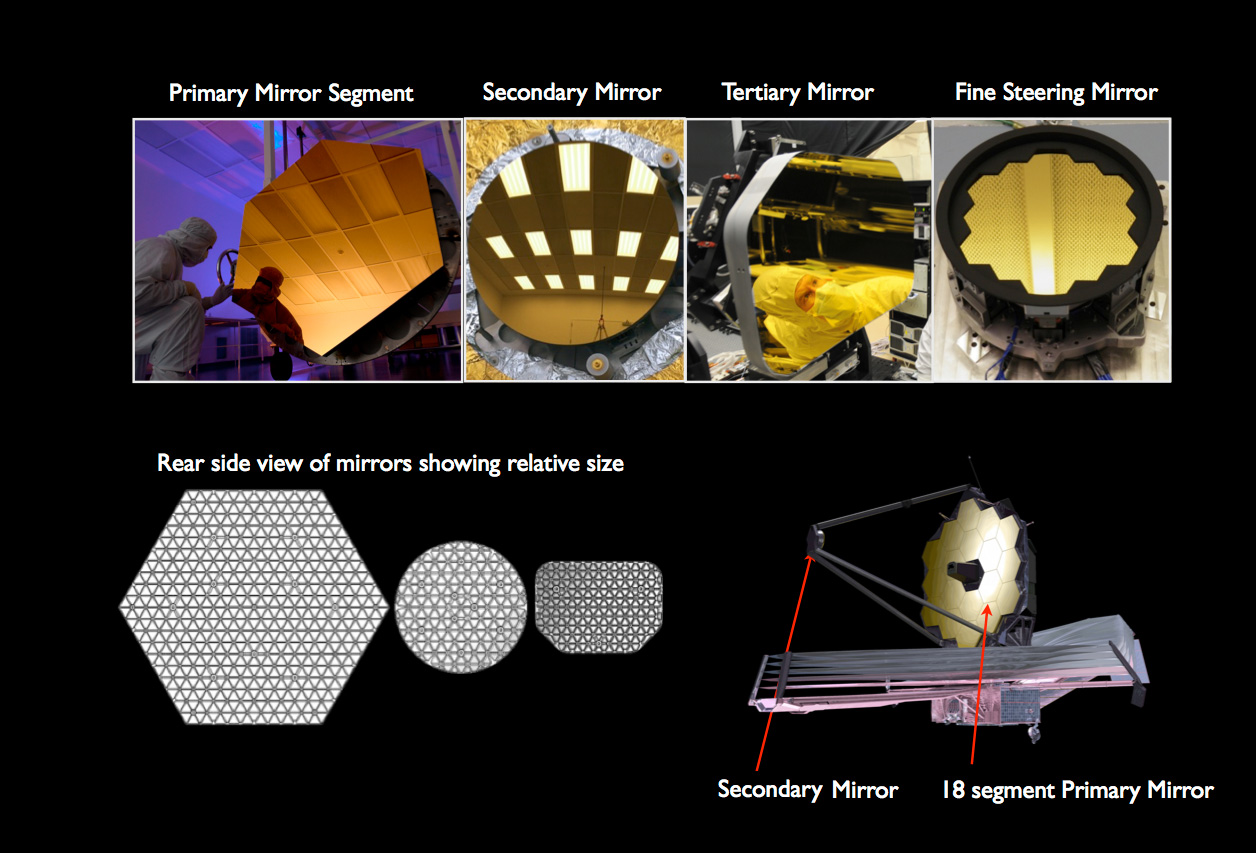 Primary Mirror Segment
Secondary Mirror
Tertiary Mirror
Fine Steering Mirror
Rear side view of mirrors showing relative size
Secondary Mirror
18 segment Primary Mirror